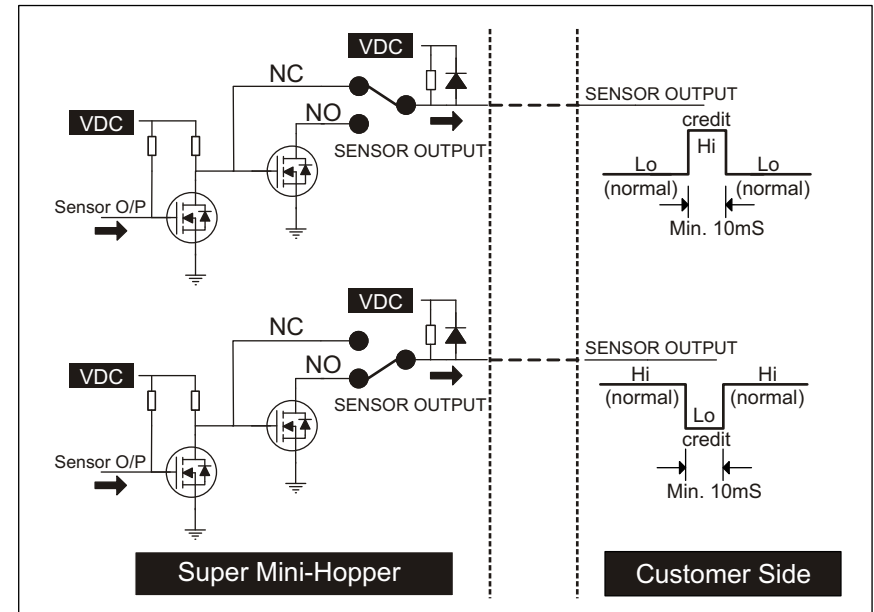 VDC
NC
SENSOR OUTPUT
credit
VDC
NO
Hi
Lo
Lo
SENSOR OUTPUT
(normal)
(normal)
Sensor O/P
Min. 10mS
VDC
NC
SENSOR OUTPUT
VDC
NO
Hi
Hi
(normal)
(normal)
SENSOR OUTPUT
Lo
credit
Sensor O/P
Min. 10mS
Super Mini-Hopper
Customer Side